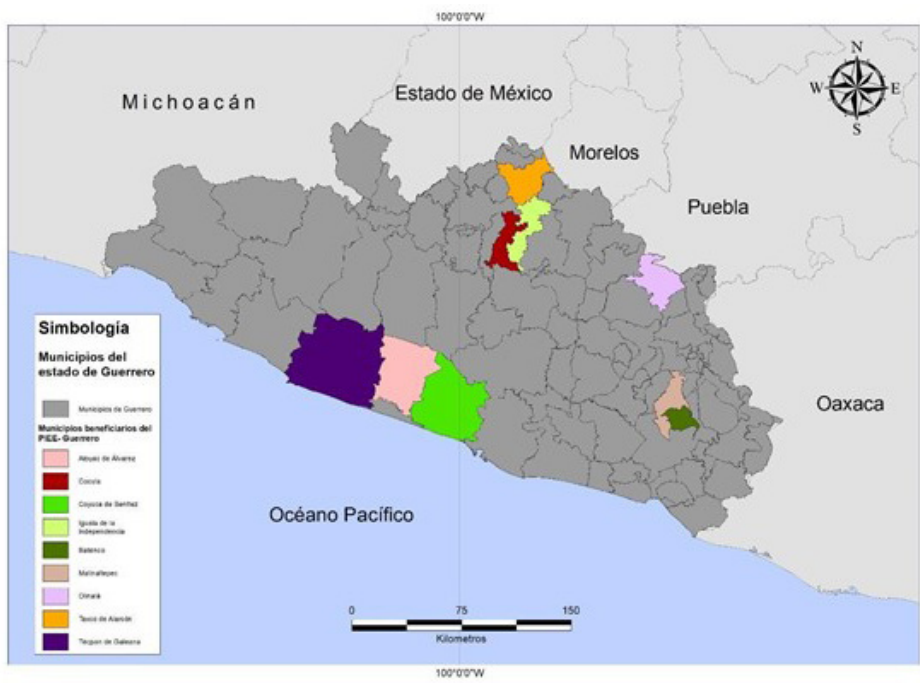 100°0'0"W
N
W
E
S
Michoacán
Estado de México
Morelos
Puebla
Oaxaca
Océano Pacífico
Simbología
Municipios del
estado de Guerrero
Municipios de Guerrero
Municipios beneficiarios del
PIEE- Guerrero
Atoyac de Álvarez
Cocula
Coyuca de Benítez
Iguala de la
Independencia
Iliatenco
Malinaltepec
Olinalá
Taxco de Alarcón
Tecpan de Galeana
0 75 150
Kilometros
100°0'0"W